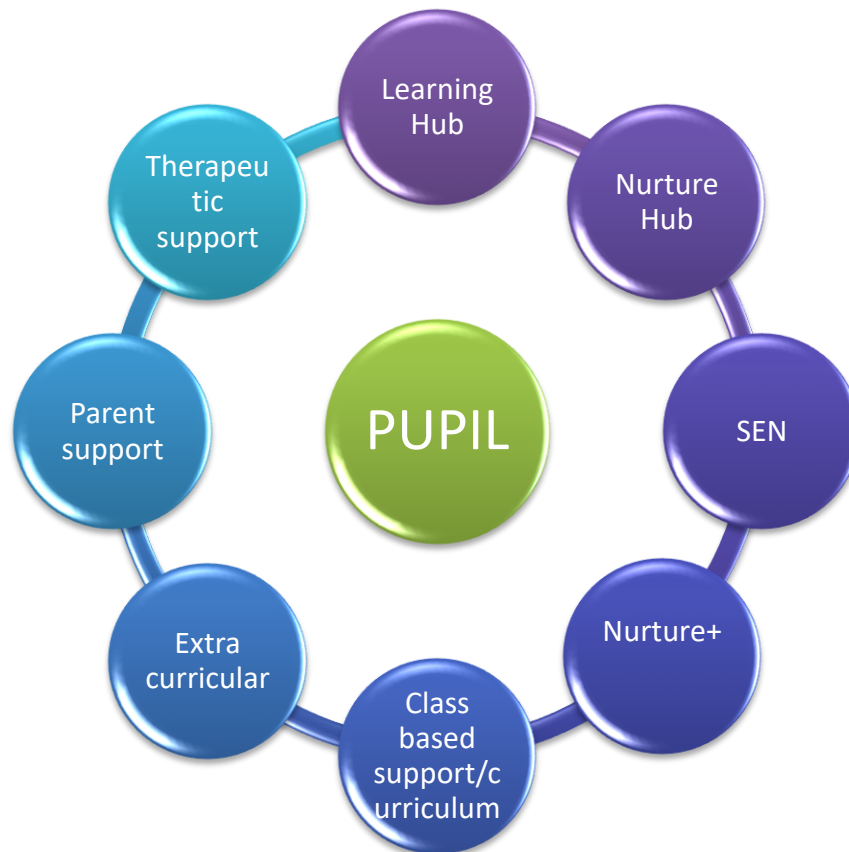 Learning
Hub
Nurture
Hub
SEN
Nurture+
Class
based
support/c
urriculum
Extra
curricular
Parent
support
Therapeu
tic
support
PUPIL